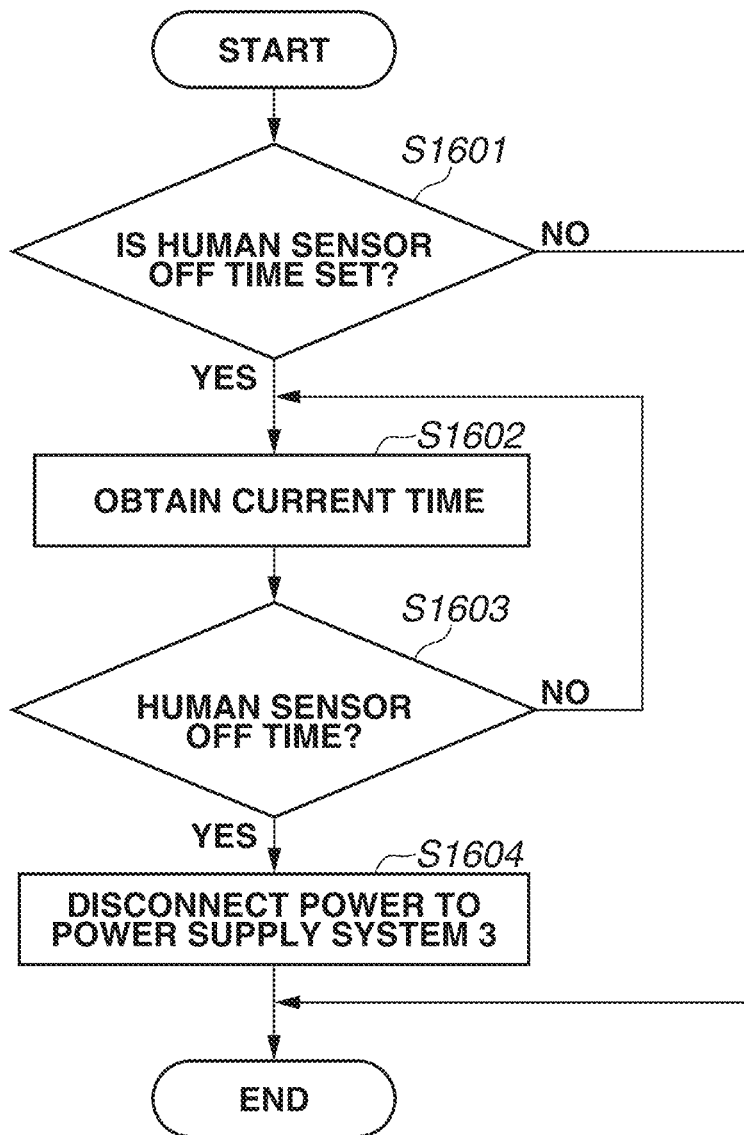 START
S1601
IS HUMAN SENSOR
OFF TIME SET?
NO
YES
S1602
OBTAIN CURRENT TIME
S1603
HUMAN SENSOR
OFF TIME?
NO
YES
S1604
DISCONNECT POWER TO
POWER SUPPLY SYSTEM 3
END